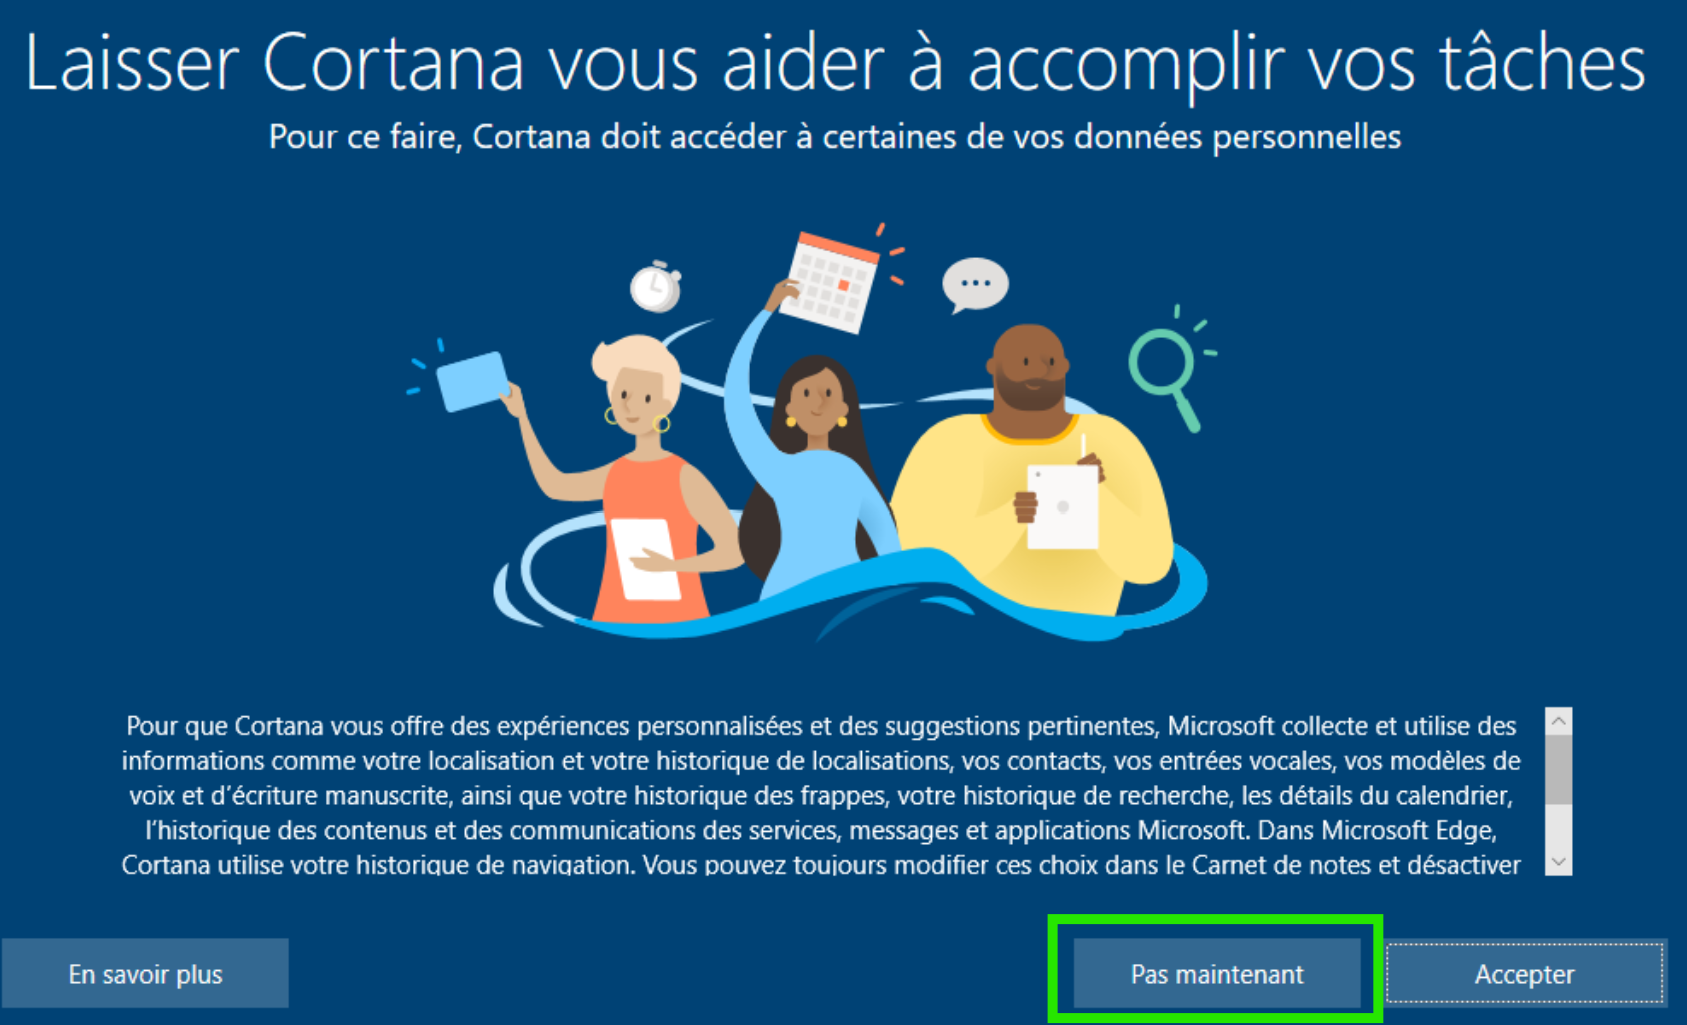 Laisser Cortana vous aider à accomplir vos tâches
Pour ce faire, Cortana doit accéder à certaines de vos données personnelles
Pour que Cortana vous offre des expériences personnalisées et des suggestions pertinentes, Microsoft collecte et utilise des
informations comme votre localisation et votre historique de localisations, vos contacts, vos entrées vocales, vos modèles de
voix et d’écriture manuscrite, ainsi que votre historique des frappes, votre historique de recherche, les détails du calendrier,
l’historique des contenus et des communications des services, messages et applications Microsoft. Dans Microsoft Edge,
Cortana utilise votre historique de navigation. Vous pouvez toujours modifier ces choix dans le Carnet de notes et désactiver
En savoir plus
Pas maintenant
Accepter